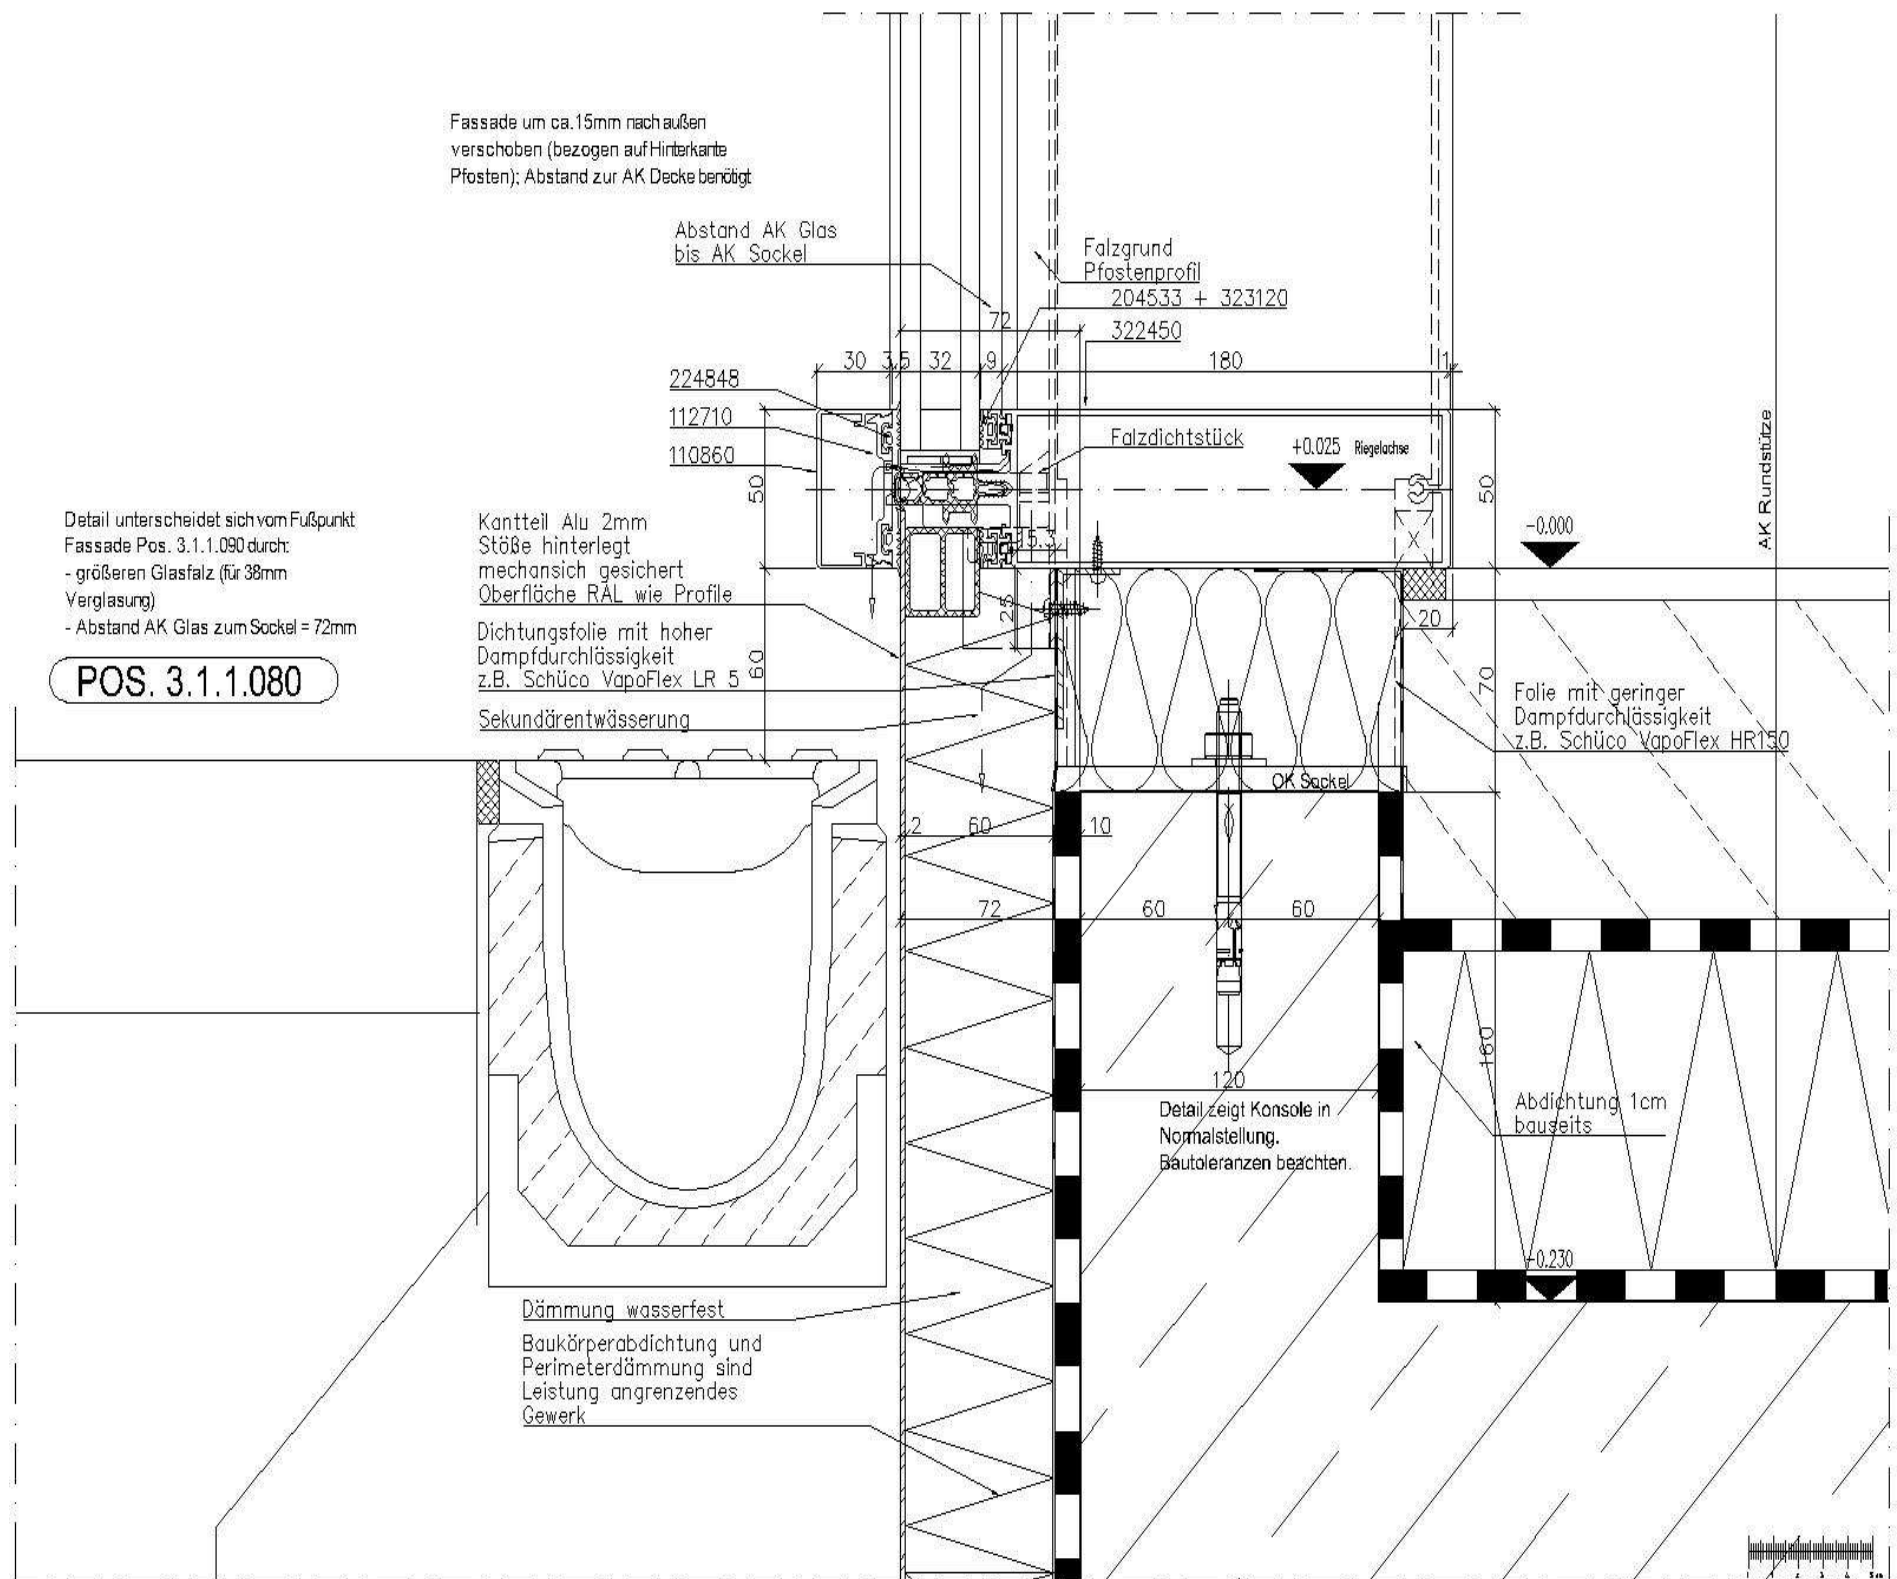 Fassade um ca.15mm nach außen
verschoben (bezogen auf Hinterkante
Pfosten); Abstand zur AK Decke benötigt
Abstand AK Glas
bis AK Sockel
Falzgrund
Pfostenprofil
204533 + 323120
72
322450
30
3,5
32
9
180
1
224848
112710
110860
Falzdichtstück
+0.025 Riegelachse
AK Rundstütze
50
50
-0.000
Detail unterscheidet sich vom Fußpunkt
Fassade Pos. 3.1.1.090 durch:
- größeren Glasfalz (für 38mm
Verglasung)
- Abstand AK Glas zum Sockel = 72mm
POS. 3.1.1.080
Kantteil Alu 2mm
Stöße hinterlegt
mechansich gesichert
Oberfläche RAL wie Profile
15.3
25
20
Dichtungsfolie mit hoher
Dampfdurchlässigkeit
z.B. Schüco VapoFlex LR 5
60
70
Sekundärentwässerung
Folie mit geringer
Dampfdurchlässigkeit
z.B. Schüco VapoFlex HR150
OK Sockel
2
60
10
72
60
60
160
120
Detail zeigt Konsole in
Normalstellung.
Bautoleranzen beachten.
Abdichtung 1cm
bauseits
-0.230
Dämmung wasserfest
Baukörperabdichtung und
Perimeterdämmung sind
Leistung angrenzendes
Gewerk